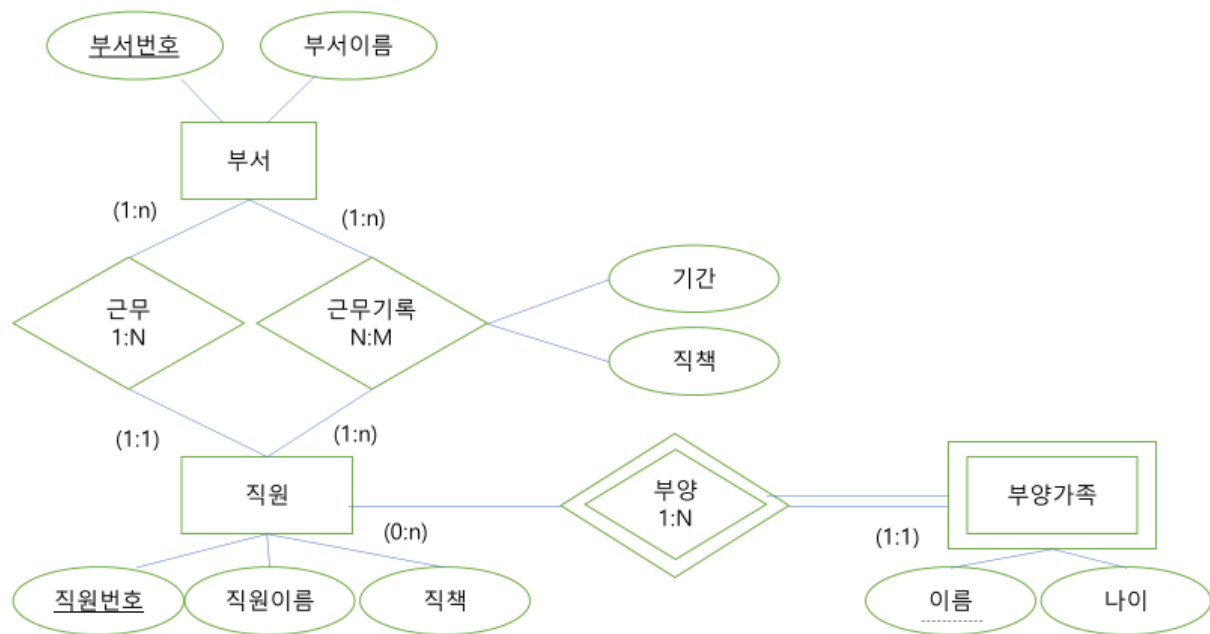 부서번호
부서이름
부서
(1:n)
(1:n)
근무
1:N
근무기록
N:M
기간
직책
(1:1)
(1:n)
직원
부양
1:N
부양가족
(0:n)
(1:1)
직원번호
직원이름
직책
이름
나이